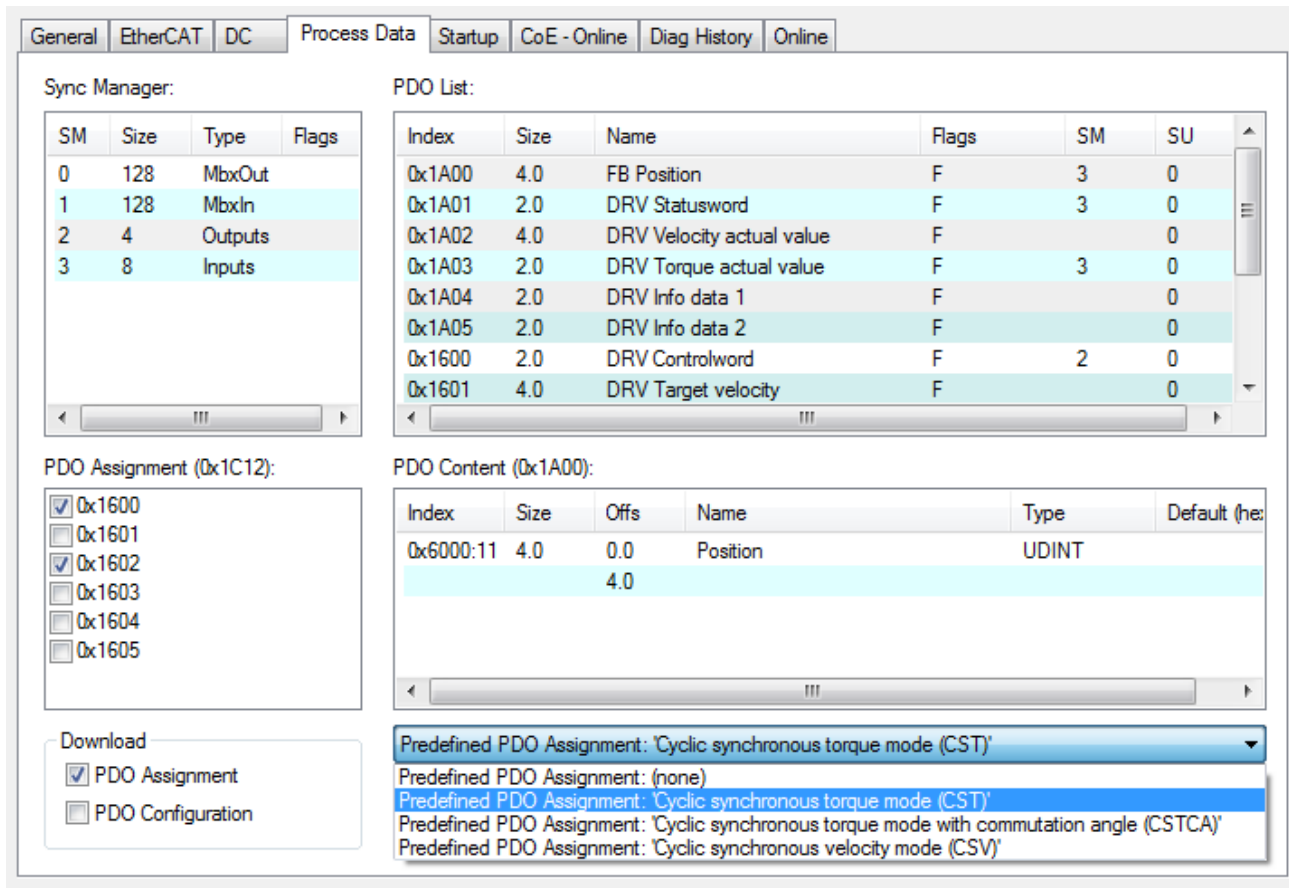 General EtherCAT DC Process Data Startup CoE - Online Diag History Online
Sync Manager: PDO List:
SM Size Type Flags Index Size Name Flags SM SU
0 128 MbxOut 0x1A00 4.0 FB Position F 3 0
1 128 MbxIn 0x1A01 2.0 DRV Statusword F 3 0
2 4 Outputs 0x1A02 4.0 DRV Velocity actual value F 0
3 8 Inputs 0x1A03 2.0 DRV Torque actual value F 3 0
0x1A04 2.0 DRV Info data 1 F 0
0x1A05 2.0 DRV Info data 2 F 0
0x1600 2.0 DRV Controlword F 2 0
0x1601 4.0 DRV Target velocity F 0
PDO Assignment (0x1C12): PDO Content (0x1A00):
0x1600
0x1601
0x1602
0x1603
0x1604
0x1605
Index Size Offs Name Type Default (hex
0x6000:11 4.0 0.0 Position UDINT
4.0
Download
PDO Assignment
PDO Configuration
Predefined PDO Assignment: 'Cyclic synchronous torque mode (CST)'
Predefined PDO Assignment: (none)
Predefined PDO Assignment: 'Cyclic synchronous torque mode (CST)'
Predefined PDO Assignment: 'Cyclic synchronous torque mode with commutation angle (CSTCA)'
Predefined PDO Assignment: 'Cyclic synchronous velocity mode (CSV)'